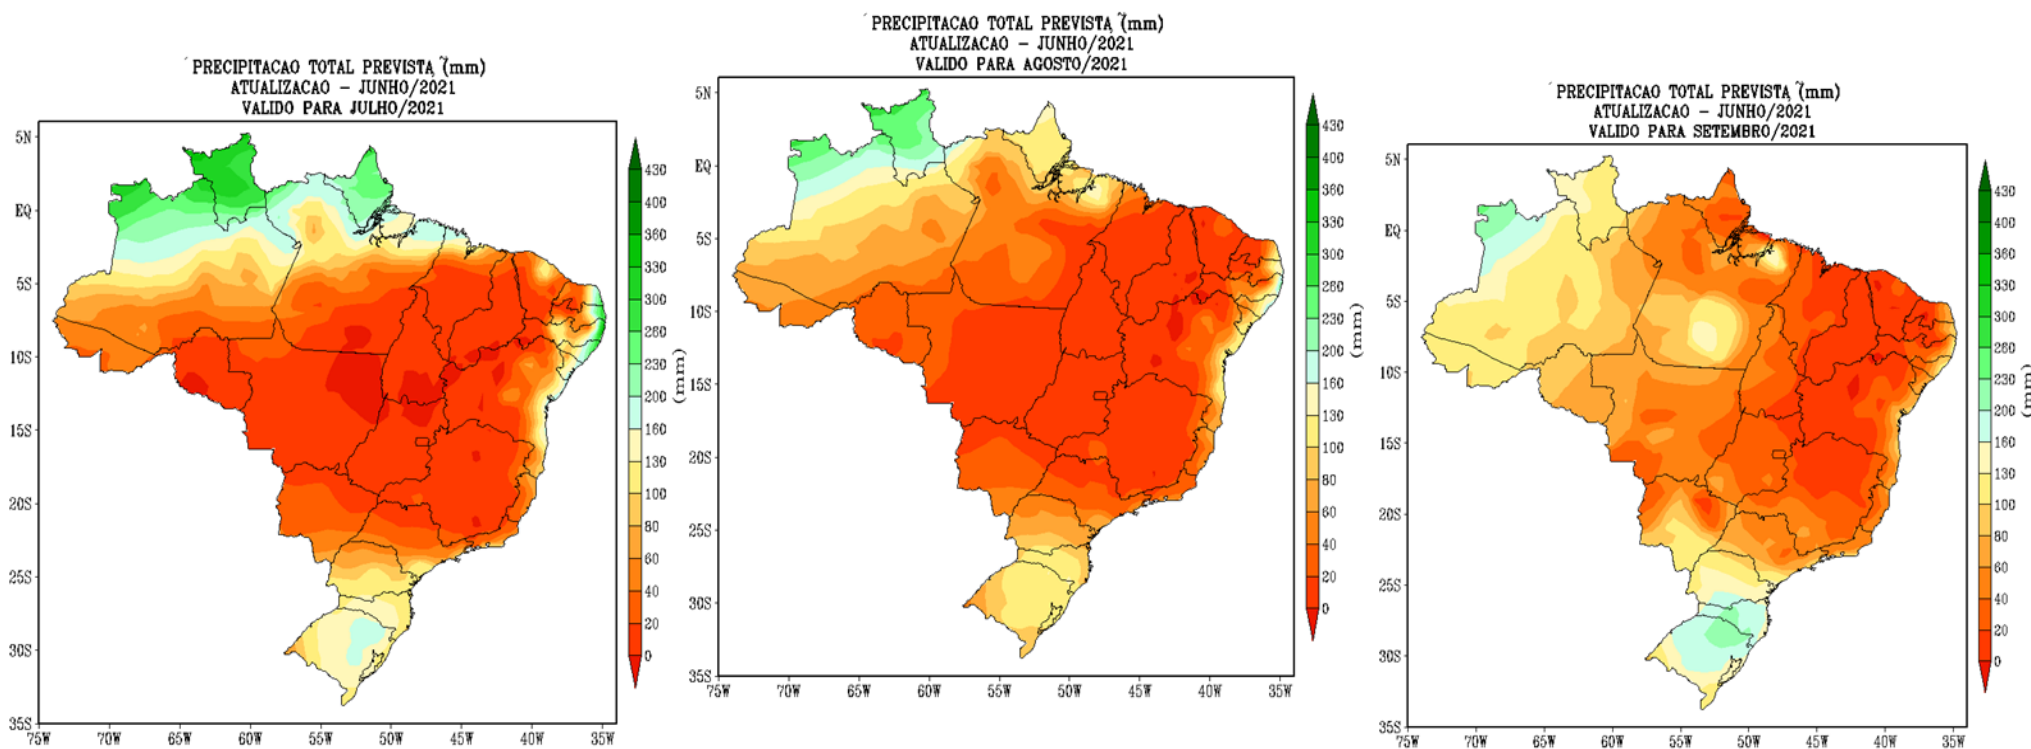 PRECIPITACAO TOTAL PREVISTA, (mm)
ATUALIZACAO - JUNHO/2021
VALIDO PARA JULHO/2021
5N
EQ
5S
10S
15S
20S
25S
30S
35S
75W
70W
65W
60W
55W
50W
45W
40W
35W
430
400
360
330
300
260
230
200
160
130
100
80
60
40
20
0
(mm)
PRECIPITACAO TOTAL PREVISTA, (mm)
ATUALIZACAO - JUNHO/2021
VALIDO PARA AGOSTO/2021
5N
EQ
5S
10S
15S
20S
25S
30S
35S
75W
70W
65W
60W
55W
50W
45W
40W
35W
430
400
360
330
300
260
230
200
160
130
100
80
60
40
20
0
(mm)
PRECIPITACAO TOTAL PREVISTA, (mm)
ATUALIZACAO - JUNHO/2021
VALIDO PARA SETEMBRO/2021
5N
EQ
5S
10S
15S
20S
25S
30S
35S
75W
70W
65W
60W
55W
50W
45W
40W
35W
430
400
360
330
300
260
230
200
160
130
100
80
60
40
20
0
(mm)